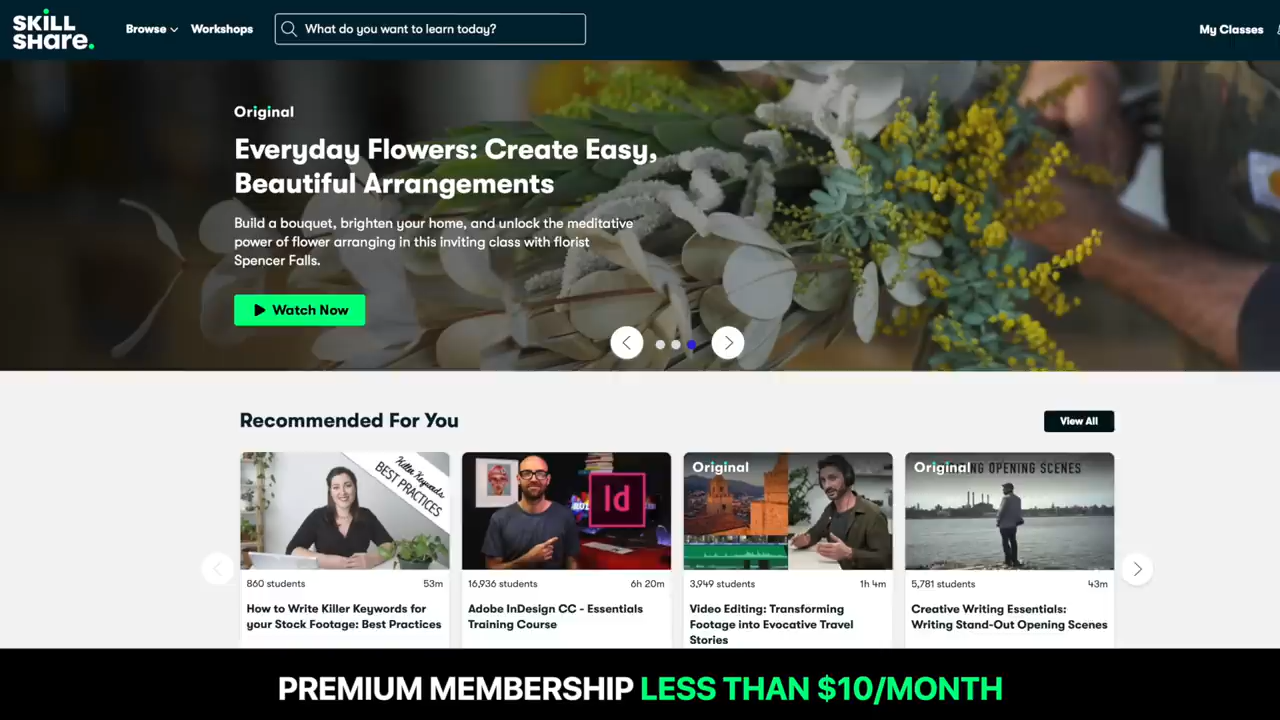 SKILL
SHARE.
Browse
Workshops
What do you want to learn today?
My Classes
Original
Everyday Flowers: Create Easy,
Beautiful Arrangements
Build a bouquet, brighten your home, and unlock the meditative
power of flower arranging in this inviting class with florist
Spencer Falls.
Watch Now
Recommended For You
View All
Killer Keywords
BEST PRACTICES
860 students
53m
How to Write Killer Keywords for
your Stock Footage: Best Practices
Id
16,936 students
6h 20m
Adobe InDesign CC - Essentials
Training Course
Original
3,949 students
1h 4m
Video Editing: Transforming
Footage into Evocative Travel
Stories
Original
NG OPENING SCENES
5,781 students
43m
Creative Writing Essentials:
Writing Stand-Out Opening Scenes
PREMIUM MEMBERSHIP LESS THAN $10/MONTH